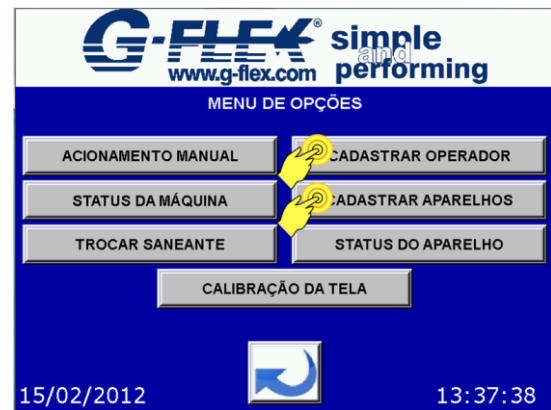 G-FLEX® simple
and
www.g-flex.com performing
MENU DE OPÇÕES
ACIONAMENTO MANUAL CADASTRAR OPERADOR
STATUS DA MÁQUINA CADASTRAR APARELHOS
TROCAR SANEANTE STATUS DO APARELHO
CALIBRAÇÃO DA TELA
15/02/2012 13:37:38